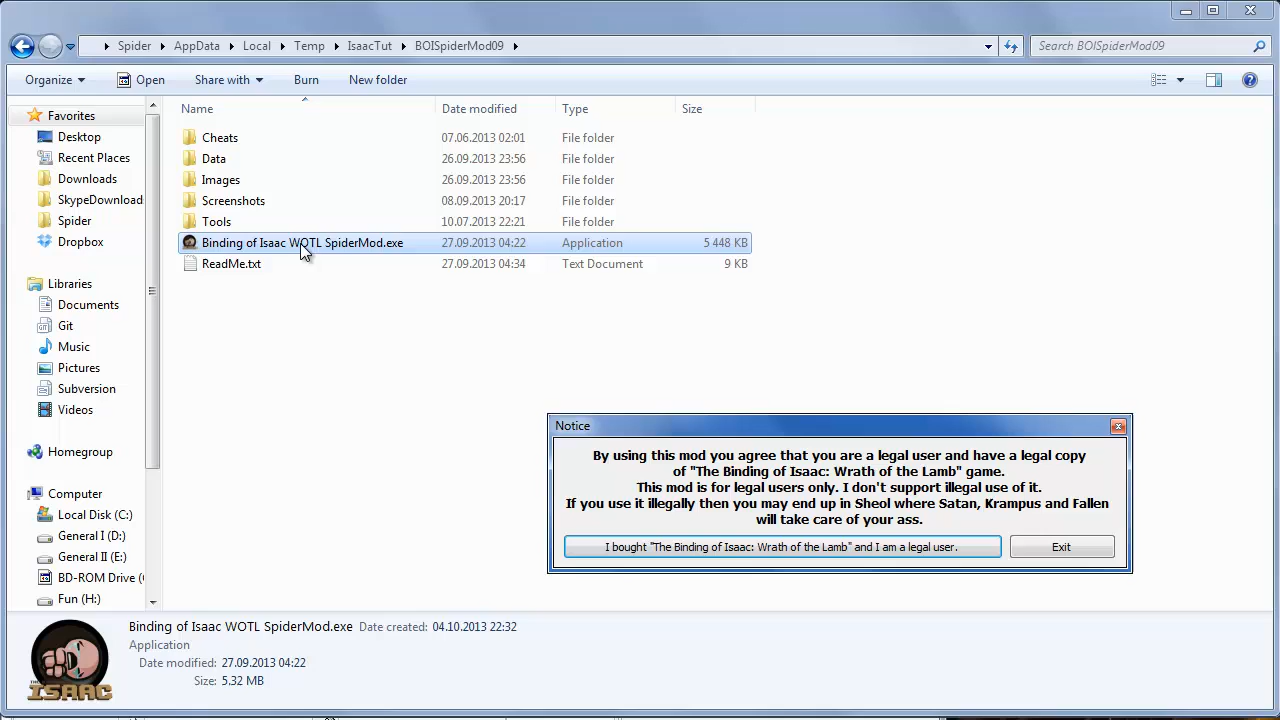 Spider AppData Local Temp IsaacTut BOISpiderMod09
Search BOISpiderMod09
Organize Open Share with Burn New folder
Name Date modified Type Size
Favorites
Desktop
Recent Places
Downloads
SkypeDownload
Spider
Dropbox
Libraries
Documents
Git
Music
Pictures
Subversion
Videos
Homegroup
Computer
Local Disk (C:)
General I (D:)
General II (E:)
BD-ROM Drive (
Fun (H:)
Cheats 07.06.2013 02:01 File folder
Data 26.09.2013 23:56 File folder
Images 26.09.2013 23:56 File folder
Screenshots 08.09.2013 20:17 File folder
Tools 10.07.2013 22:21 File folder
Binding of Isaac WOTL SpiderMod.exe 27.09.2013 04:22 Application 5 448 KB
ReadMe.txt 27.09.2013 04:34 Text Document 9 KB
Notice
By using this mod you agree that you are a legal user and have a legal copy
of "The Binding of Isaac: Wrath of the Lamb" game.
This mod is for legal users only. I don't support illegal use of it.
If you use it illegally then you may end up in Sheol where Satan, Krampus and Fallen
will take care of your ass.
I bought "The Binding of Isaac: Wrath of the Lamb" and I am a legal user. Exit
Binding of Isaac WOTL SpiderMod.exe Date created: 04.10.2013 22:32
Application
Date modified: 27.09.2013 04:22
Size: 5.32 MB
ISAAC